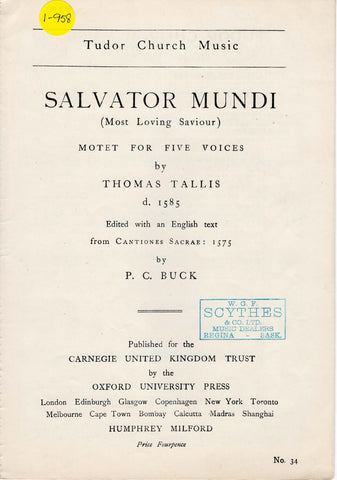 1-958
Tudor Church Music
SALVATOR MUNDI
(Most Loving Saviour)
MOTET FOR FIVE VOICES
by
THOMAS TALLIS
d. 1585
Edited with an English text
from CANTIONES SACRAE: 1575
by
P. C. BUCK
W. G. F.
SCYTHES
& CO. LTD.
MUSIC DEALERS
REGINA - SASK.
Published for the
CARNEGIE UNITED KINGDOM TRUST
by the
OXFORD UNIVERSITY PRESS
London Edinburgh Glasgow Copenhagen New York Toronto
Melbourne Cape Town Bombay Calcutta Madras Shanghai
HUMPHREY MILFORD
Price Fourpence
No. 34